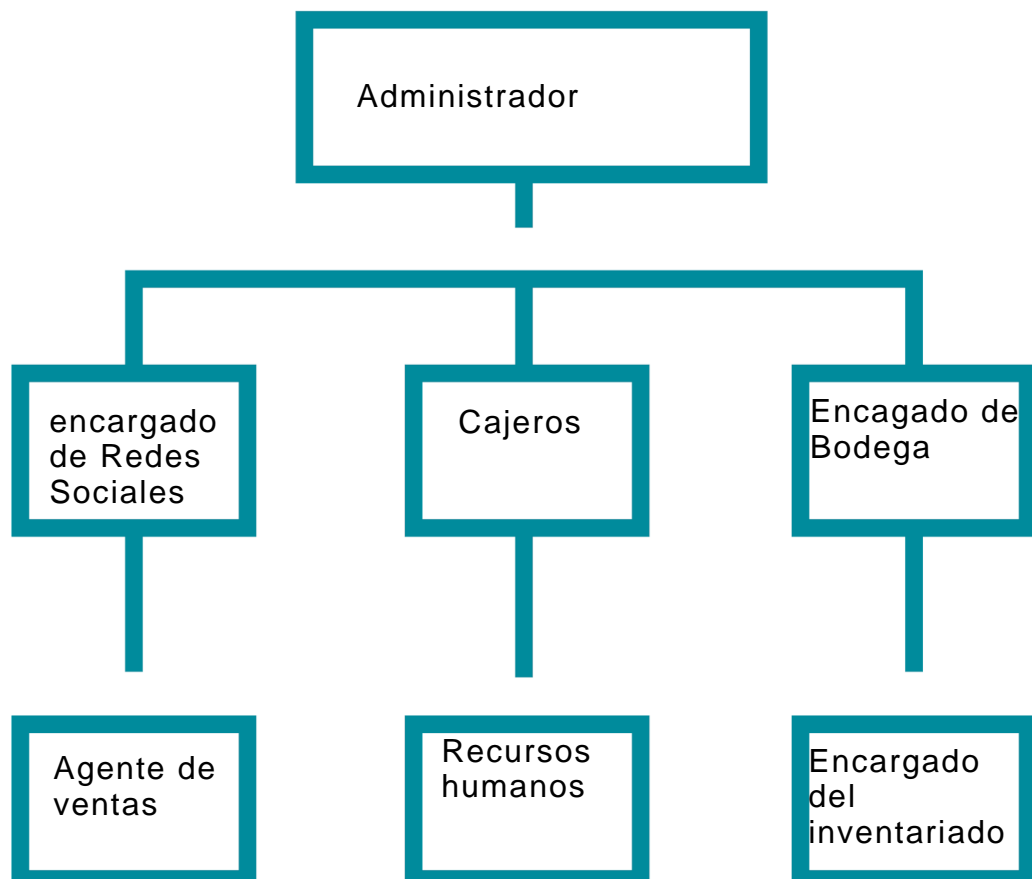 Administrador
encargado
de Redes
Sociales
Cajeros
Encagado de
Bodega
Agente de
ventas
Recursos
humanos
Encargado
del
inventariado